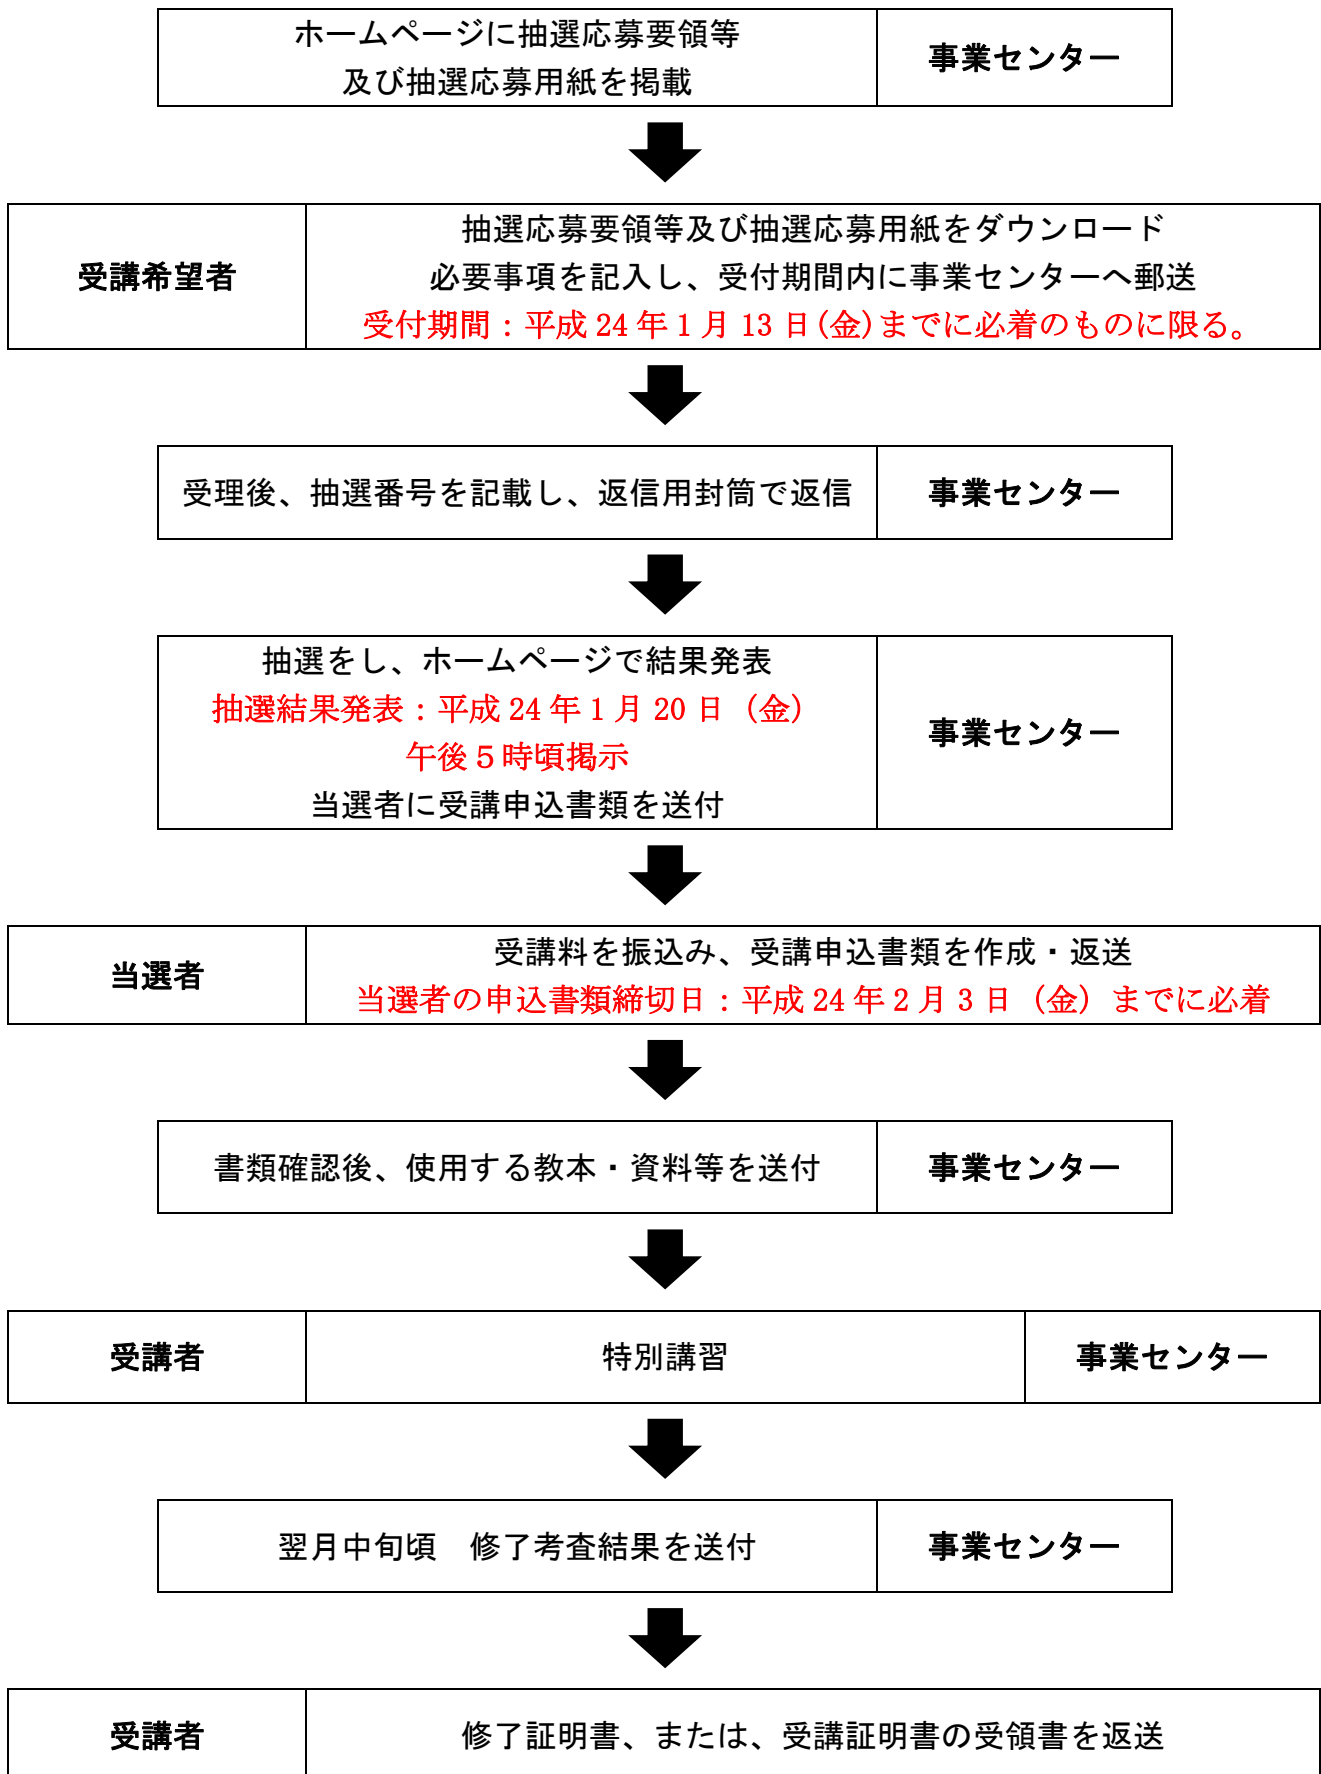 ホームページに抽選応募要領等
及び抽選応募用紙を掲載
事業センター
受講希望者
抽選応募要領等及び抽選応募用紙をダウンロード
必要事項を記入し、受付期間内に事業センターへ郵送
受付期間：平成 24 年 1 月 13 日(金)までに必着のものに限る。
受理後、抽選番号を記載し、返信用封筒で返信
事業センター
抽選をし、ホームページで結果発表
抽選結果発表：平成 24 年 1 月 20 日（金）
午後５時頃掲示
当選者に受講申込書類を送付
事業センター
当選者
受講料を振込み、受講申込書類を作成・返送
当選者の申込書類締切日：平成 24 年 2 月 3 日（金）までに必着
書類確認後、使用する教本・資料等を送付
事業センター
受講者
特別講習
事業センター
翌月中旬頃　修了考査結果を送付
事業センター
受講者
修了証明書、または、受講証明書の受領書を返送